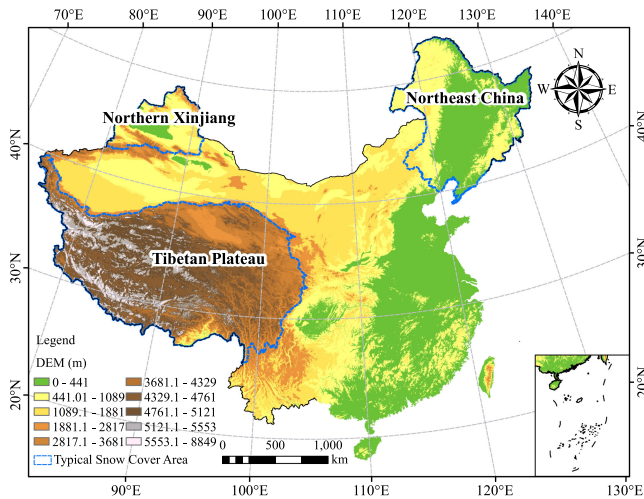 70°E 80°E 90°E 100°E 110°E 120°E 130°E 140°E
N
W E
S
Northeast China
Northern Xinjiang
40°N 40°N
30°N 30°N
Tibetan Plateau
20°N 20°N
Legend
DEM (m)
0 - 441 3681.1 - 4329
441.01 - 1089 4329.1 - 4761
1089.1 - 1881 4761.1 - 5121
1881.1 - 2817 5121.1 - 5553
2817.1 - 3681 5553.1 - 8849
Typical Snow Cover Area
0 500 1,000
km
90°E 100°E 110°E 120°E 130°E